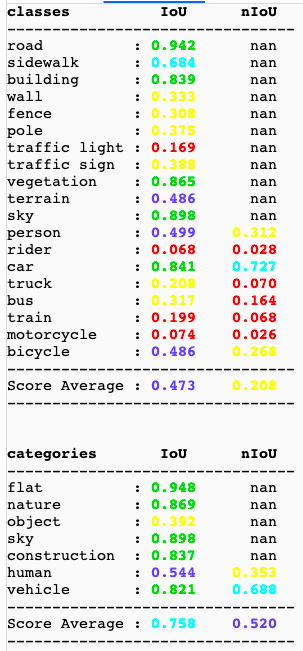 classes IoU nIoU
--------------------------------
road : 0.942 nan
sidewalk : 0.684 nan
building : 0.839 nan
wall : 0.333 nan
fence : 0.308 nan
pole : 0.375 nan
traffic light : 0.169 nan
traffic sign : 0.388 nan
vegetation : 0.865 nan
terrain : 0.486 nan
sky : 0.898 nan
person : 0.499 0.312
rider : 0.068 0.028
car : 0.841 0.727
truck : 0.208 0.070
bus : 0.317 0.164
train : 0.199 0.068
motorcycle : 0.074 0.026
bicycle : 0.486 0.268
--------------------------------
Score Average : 0.473 0.208
--------------------------------
categories IoU nIoU
--------------------------------
flat : 0.948 nan
nature : 0.869 nan
object : 0.392 nan
sky : 0.898 nan
construction : 0.837 nan
human : 0.544 0.353
vehicle : 0.821 0.688
--------------------------------
Score Average : 0.758 0.520
--------------------------------